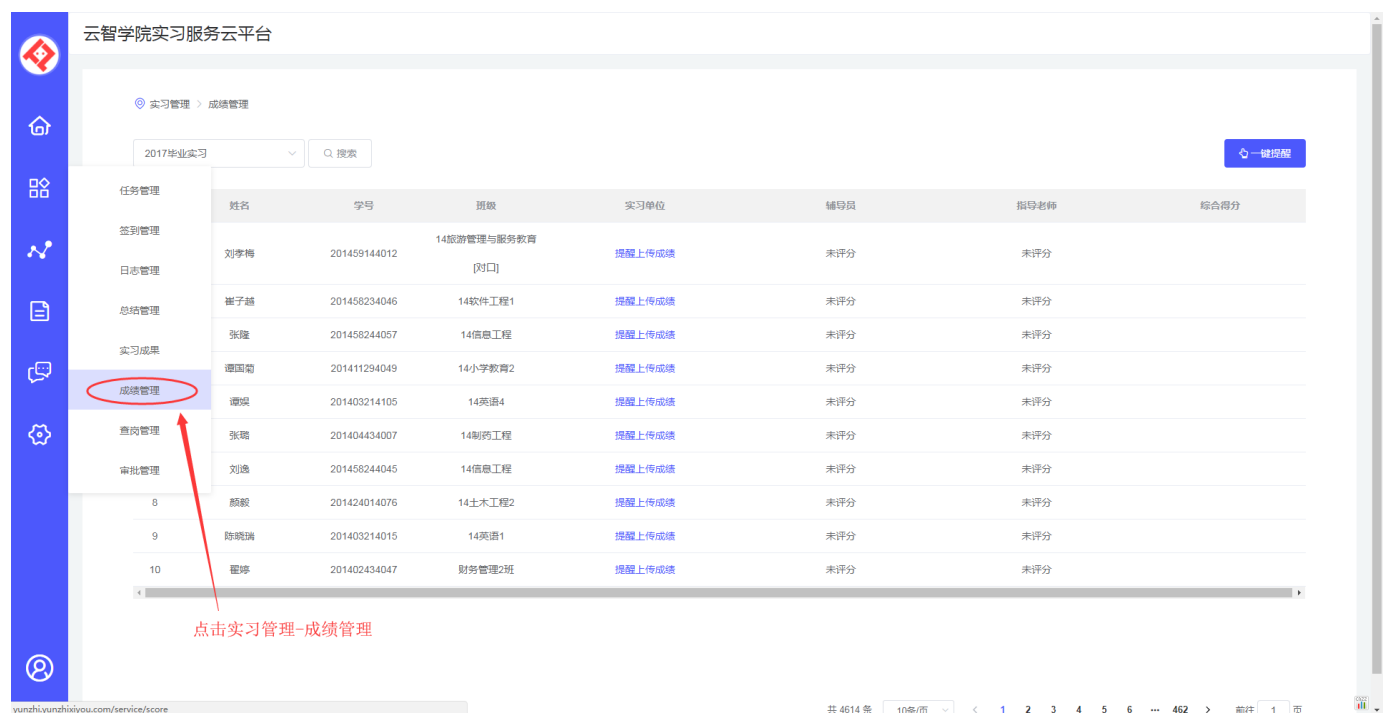 云智学院实习服务云平台
实习管理 > 成绩管理
2017毕业实习 搜索 一键提醒
任务管理
签到管理
日志管理
总结管理
实习成果
成绩管理
查岗管理
审批管理
姓名 学号 班级 实习单位 辅导员 指导老师 综合得分
刘孝梅 201459144012 14旅游管理与服务教育 提醒上传成绩 未评分 未评分
[对口]
崔子越 201458234046 14软件工程1 提醒上传成绩 未评分 未评分
张隆 201458244057 14信息工程 提醒上传成绩 未评分 未评分
谭国菊 201411294049 14小学教育2 提醒上传成绩 未评分 未评分
谭娱 201403214105 14英语4 提醒上传成绩 未评分 未评分
张璐 201404434007 14制药工程 提醒上传成绩 未评分 未评分
刘逸 201458244045 14信息工程 提醒上传成绩 未评分 未评分
8 颜毅 201424014076 14土木工程2 提醒上传成绩 未评分 未评分
9 陈晓瑞 201403214015 14英语1 提醒上传成绩 未评分 未评分
10 翟婷 201402434047 财务管理2班 提醒上传成绩 未评分 未评分
点击实习管理-成绩管理
共 4614 条 10条/页 < 1 2 3 4 5 6 ··· 462 > 前往 1 页
yunzhi.yunzhixiyou.com/service/score